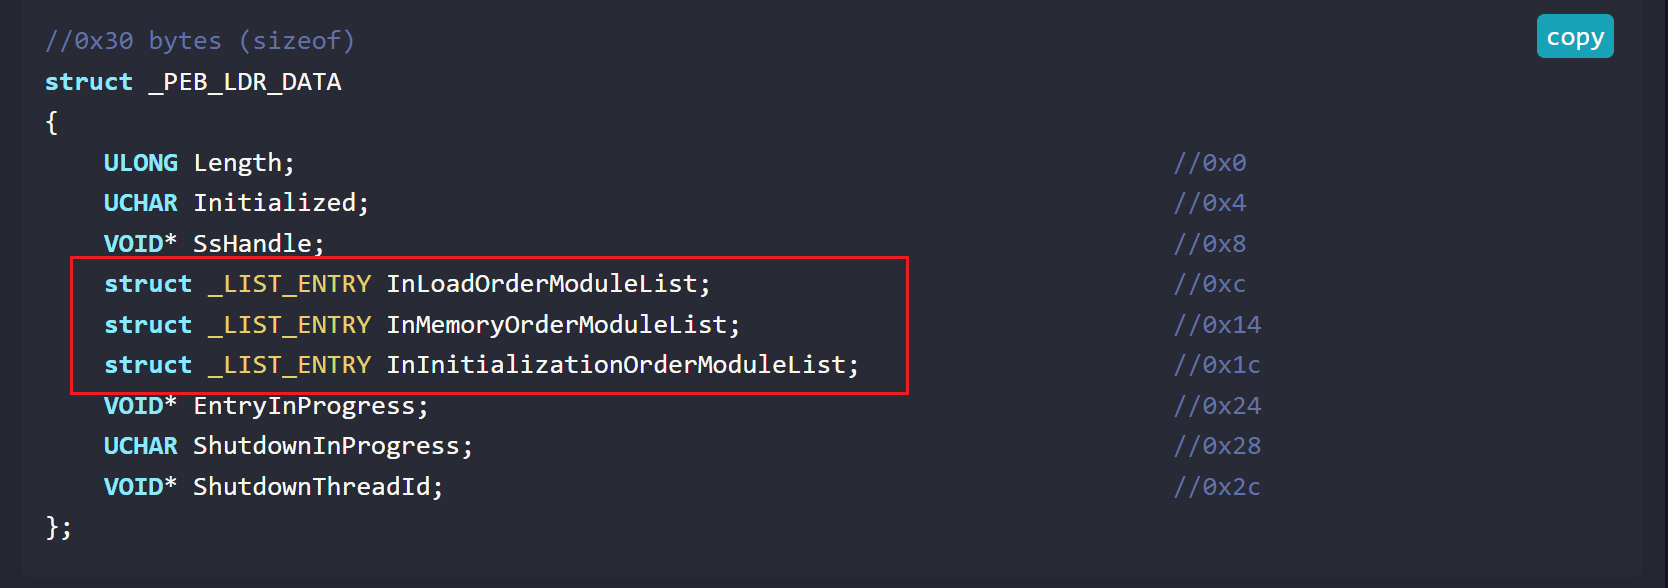 //0x30 bytes (sizeof)
copy
struct _PEB_LDR_DATA
{
ULONG Length; //0x0
UCHAR Initialized; //0x4
VOID* SsHandle; //0x8
struct _LIST_ENTRY InLoadOrderModuleList; //0xc
struct _LIST_ENTRY InMemoryOrderModuleList; //0x14
struct _LIST_ENTRY InInitializationOrderModuleList; //0x1c
VOID* EntryInProgress; //0x24
UCHAR ShutdownInProgress; //0x28
VOID* ShutdownThreadId; //0x2c
};